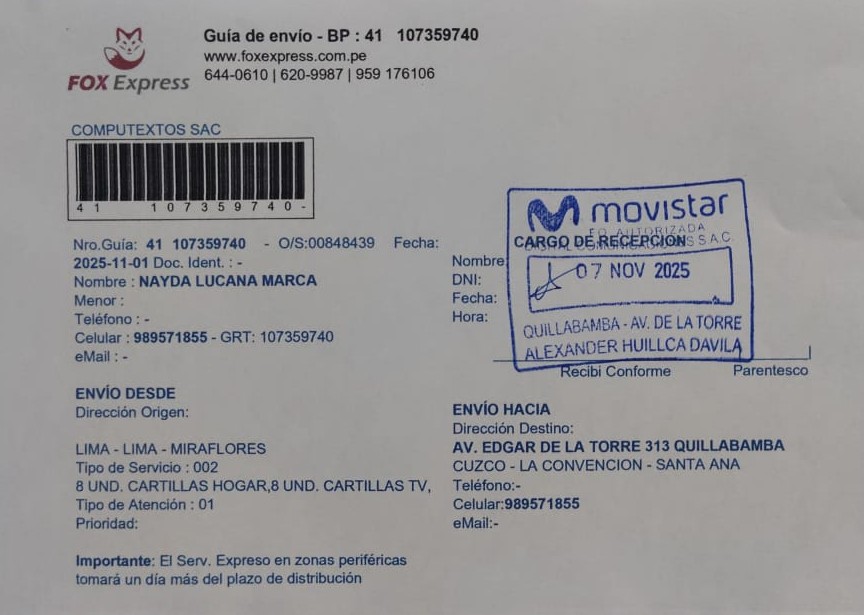 FOX Express
Guía de envío - BP : 41 107359740
www.foxexpress.com.pe
644-0610 | 620-9987 | 959 176106
COMPUTEXTOS SAC
41 107359740-
Nro.Guía: 41 107359740 - O/S:00848439 Fecha:
2025-11-01 Doc. Ident. : -
Nombre : NAYDA LUCANA MARCA
Menor :
Teléfono : -
Celular : 989571855 - GRT: 107359740
eMail : -
ENVÍO DESDE
Dirección Origen:
LIMA - LIMA - MIRAFLORES
Tipo de Servicio : 002
8 UND. CARTILLAS HOGAR,8 UND. CARTILLAS TV,
Tipo de Atención : 01
Prioridad:
Importante: El Serv. Expreso en zonas periféricas
tomará un día más del plazo de distribución
movistar
AUTORIZADA
CARGO DE RECEPCION
S.A.C.
Nombre
DNI:
Fecha:
Hora:
07 NOV 2025
QUILLABAMBA - AV. DE LA TORRE
ALEXANDER HUILLCA DAVILA
Recibi Conforme Parentesco
ENVÍO HACIA
Dirección Destino:
AV. EDGAR DE LA TORRE 313 QUILLABAMBA
CUZCO - LA CONVENCION - SANTA ANA
Teléfono:-
Celular:989571855
eMail:-